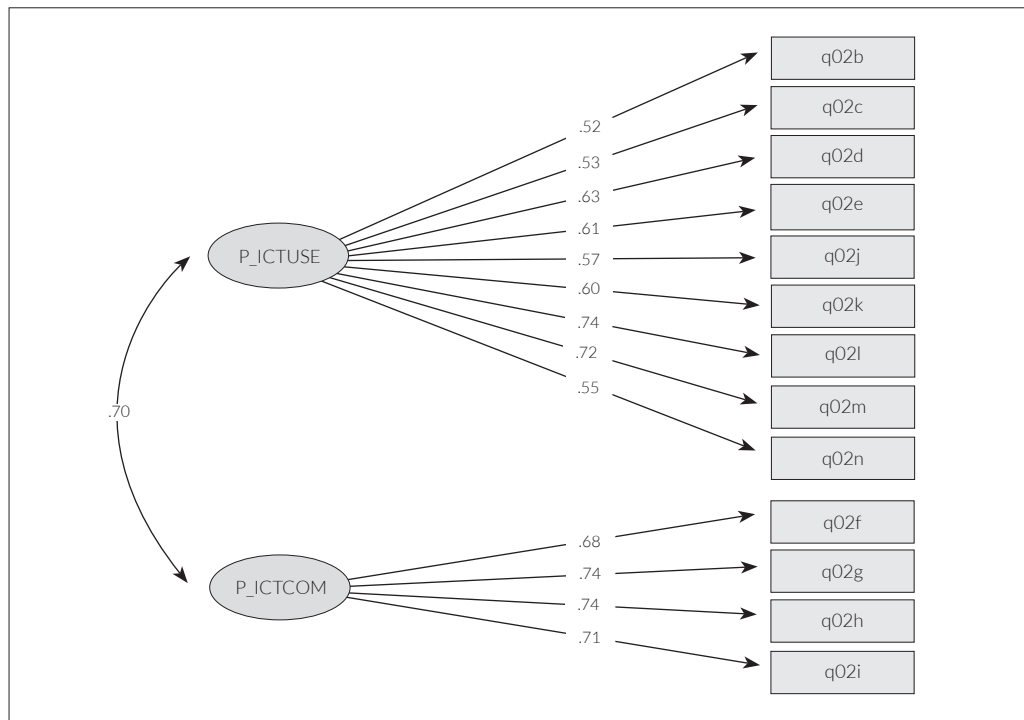 q02b
q02c
.52
.53
q02d
.63
q02e
.61
P_ICTUSE
.57
q02j
.60
q02k
.74
q02l
.72
.55
q02m
.70
q02n
q02f
.68
.74
q02g
P_ICTCOM
.74
q02h
.71
q02i